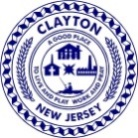 CLAYTON
A GOOD PLACE
TO LIVE AND PLAY WORK AND PRAY
NEW JERSEY